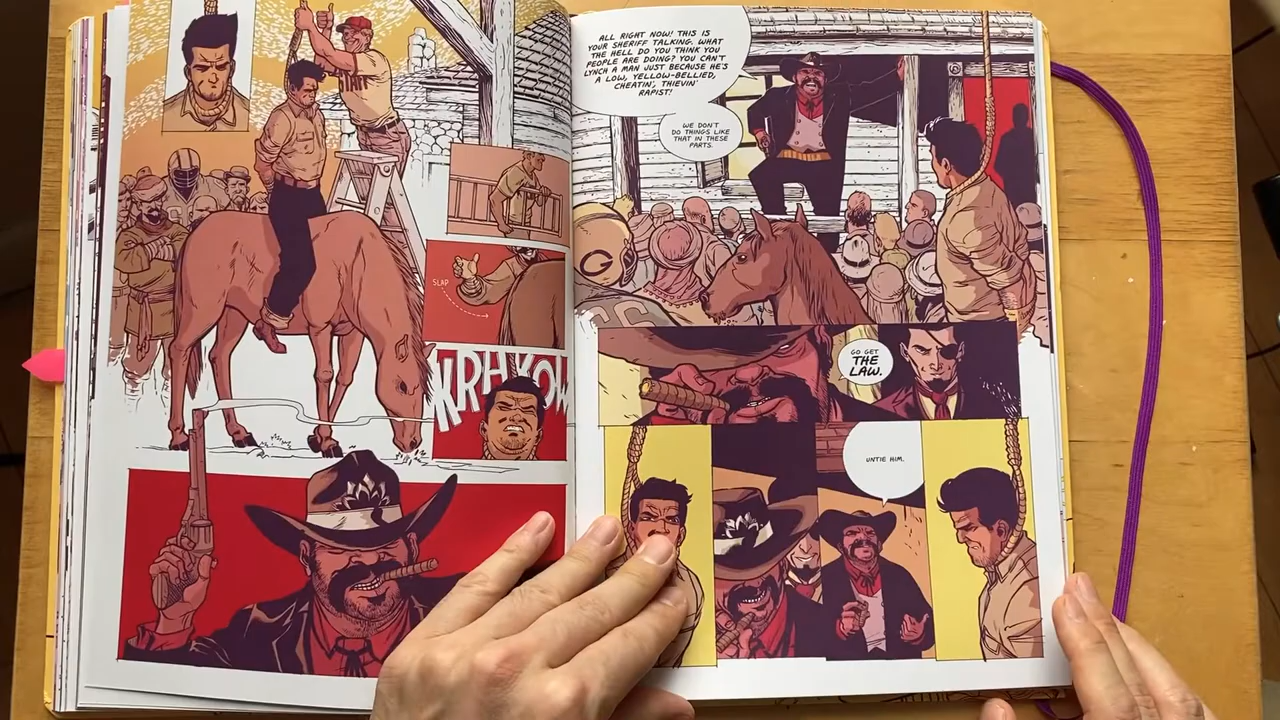 STAFF
SLAP
KRAKOW
ALL RIGHT NOW! THIS IS
YOUR SHERIFF TALKING. WHAT
THE HELL DO YOU THINK YOU
PEOPLE ARE DOING? YOU CAN'T
LYNCH A MAN JUST BECAUSE HE'S
A LOW, YELLOW-BELLIED,
CHEATIN', THIEVIN'
RAPIST!
WE DON'T
DO THINGS LIKE
THAT IN THESE
PARTS.
G
GO GET
THE
LAW.
UNTIE HIM.